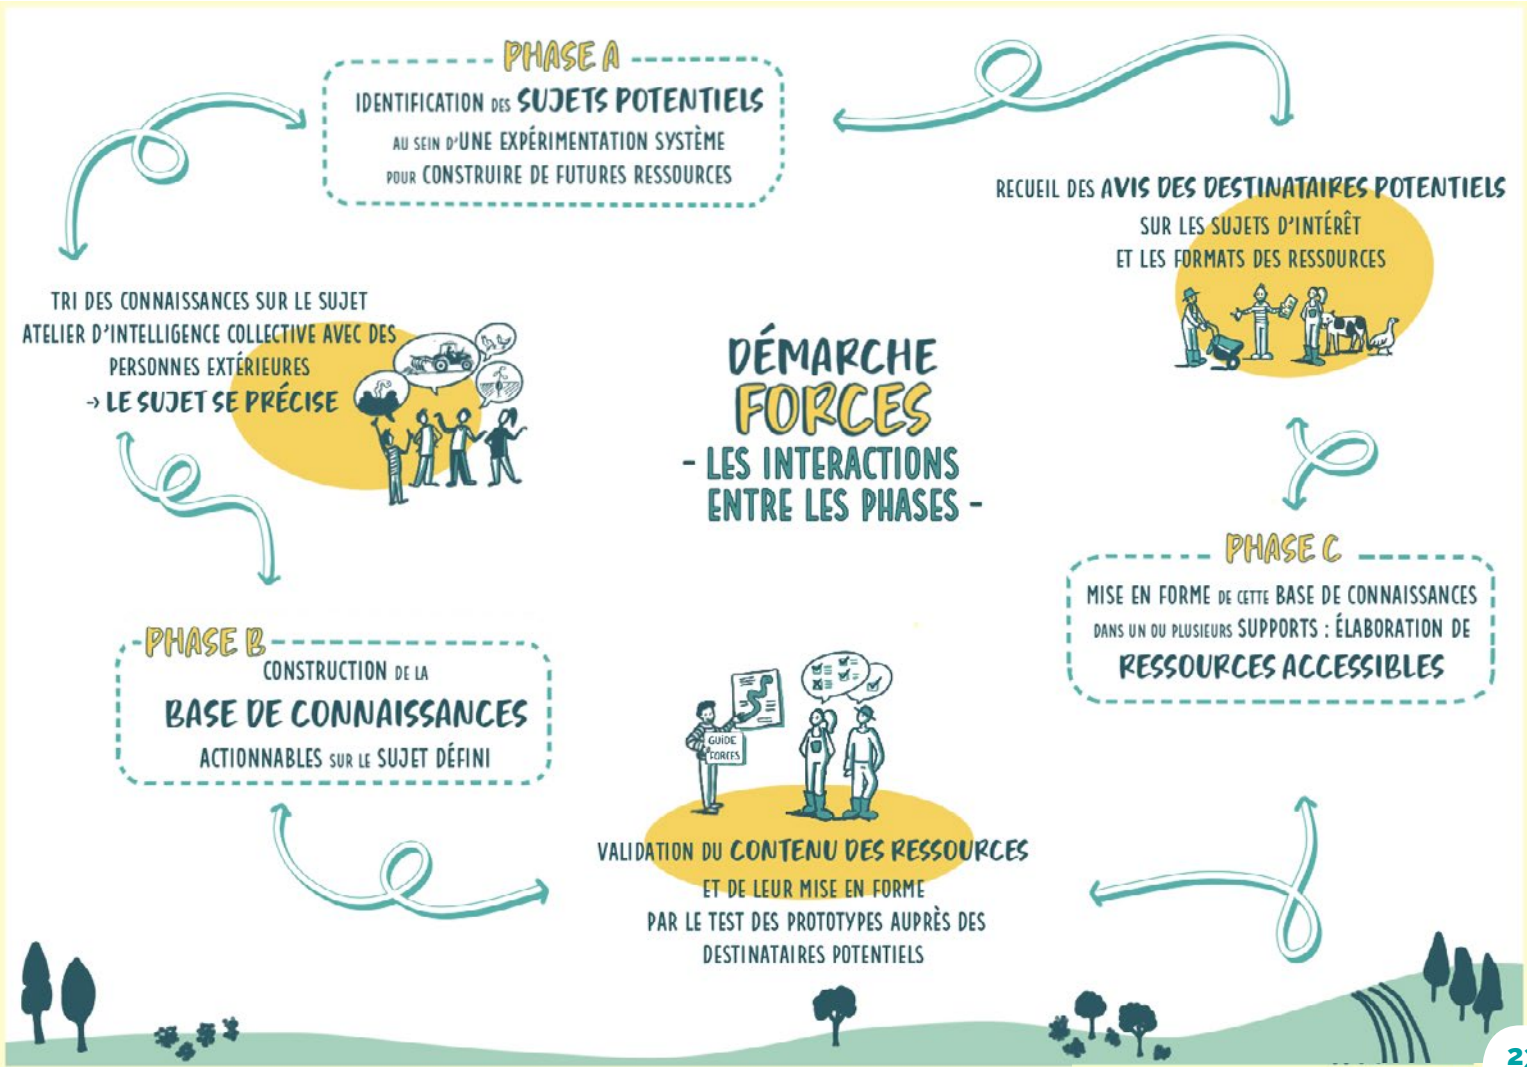 PHASE A
IDENTIFICATION DES SUJETS POTENTIELS
AU SEIN D'UNE EXPÉRIMENTATION SYSTÈME
POUR CONSTRUIRE DE FUTURES RESSOURCES
RECUEIL DES AVIS DES DESTINATAIRES POTENTIELS
SUR LES SUJETS D'INTÉRÊT
ET LES FORMATS DES RESSOURCES
TRI DES CONNAISSANCES SUR LE SUJET
ATELIER D'INTELLIGENCE COLLECTIVE AVEC DES
PERSONNES EXTÉRIEURES
→ LE SUJET SE PRÉCISE
DÉMARCHE
FORCES
- LES INTERACTIONS
ENTRE LES PHASES -
PHASE C
MISE EN FORME DE CETTE BASE DE CONNAISSANCES
DANS UN OU PLUSIEURS SUPPORTS : ÉLABORATION DE
RESSOURCES ACCESSIBLES
PHASE B
CONSTRUCTION DE LA
BASE DE CONNAISSANCES
ACTIONNABLES SUR LE SUJET DÉFINI
GUIDE
FORCES
VALIDATION DU CONTENU DES RESSOURCES
ET DE LEUR MISE EN FORME
PAR LE TEST DES PROTOTYPES AUPRÈS DES
DESTINATAIRES POTENTIELS